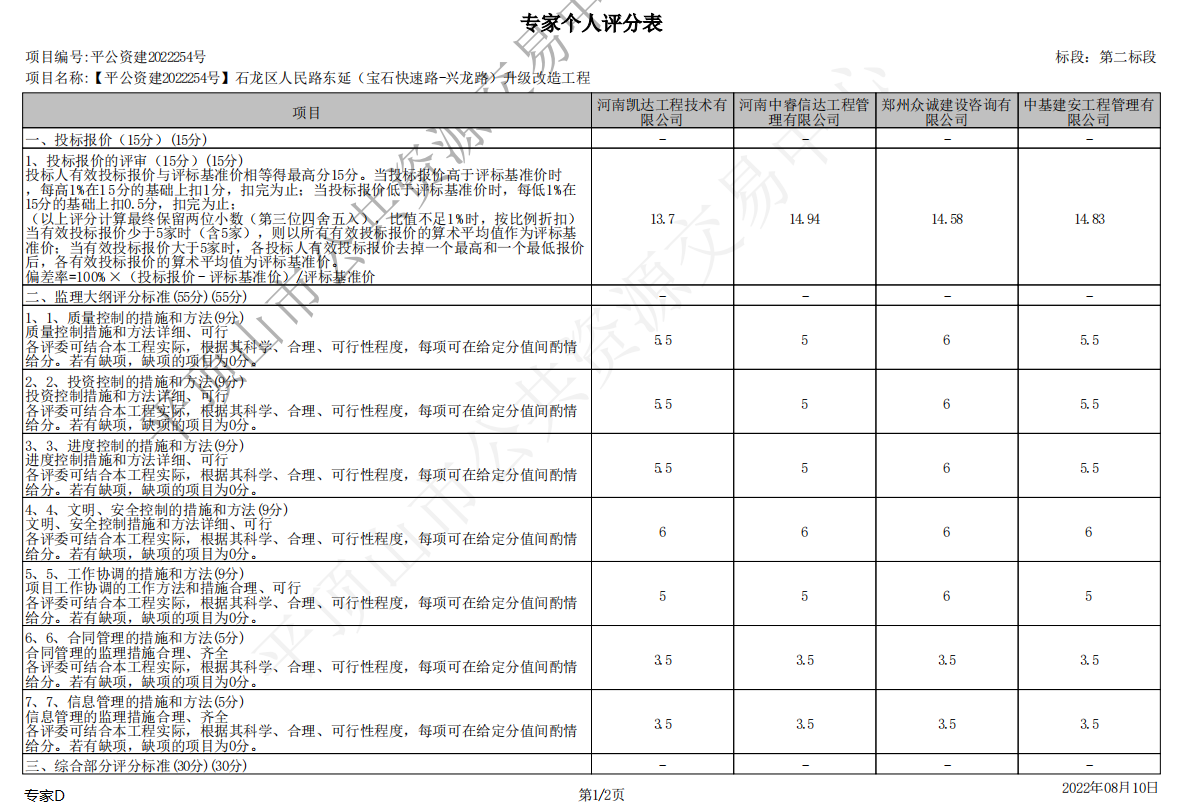 专家个人评分表
项目编号:平公资建2022254号
标段：第二标段
项目名称:【平公资建2022254号】石龙区人民路东延（宝石快速路-兴龙路）升级改造工程
项目
河南凯达工程技术有
限公司
河南中睿信达工程管
理有限公司
郑州众诚建设咨询有
限公司
中基建安工程管理有
限公司
一、投标报价（15分）(15分)
—
—
—
—
1、投标报价的评审（15分）(15分)
投标人有效投标报价与评标基准价相等得最高分15分。当投标报价高于评标基准价时
，每高1%在15分的基础上扣1分，扣完为止；当投标报价低于评标基准价时，每低1%在
15分的基础上扣0.5分，扣完为止；
（以上评分计算最终保留两位小数（第三位四舍五入），比值不足1%时，按比例折扣）
当有效投标报价少于5家时（含5家），则以所有有效投标报价的算术平均值作为评标基
准价；当有效投标报价大于5家时，各投标人有效投标报价去掉一个最高和一个最低报价
后，各有效投标报价的算术平均值为评标基准价。
偏差率=100%×（投标报价-评标基准价）/评标基准价
13.7
14.94
14.58
14.83
二、监理大纲评分标准(55分)(55分)
—
—
—
—
1、1、质量控制的措施和方法(9分)
质量控制措施和方法详细、可行
各评委可结合本工程实际，根据其科学、合理、可行性程度，每项可在给定分值间酌情
给分。若有缺项，缺项的项目为0分。
5.5
5
6
5.5
2、2、投资控制的措施和方法(9分)
投资控制措施和方法详细、可行
各评委可结合本工程实际，根据其科学、合理、可行性程度，每项可在给定分值间酌情
给分。若有缺项，缺项的项目为0分。
5.5
5
6
5.5
3、3、进度控制的措施和方法(9分)
进度控制措施和方法详细、可行
各评委可结合本工程实际，根据其科学、合理、可行性程度，每项可在给定分值间酌情
给分。若有缺项，缺项的项目为0分。
5.5
5
6
5.5
4、4、文明、安全控制的措施和方法(9分)
文明、安全控制措施和方法详细、可行
各评委可结合本工程实际，根据其科学、合理、可行性程度，每项可在给定分值间酌情
给分。若有缺项，缺项的项目为0分。
6
6
6
6
5、5、工作协调的措施和方法(9分)
项目工作协调的工作方法和措施合理、可行
各评委可结合本工程实际，根据其科学、合理、可行性程度，每项可在给定分值间酌情
给分。若有缺项，缺项的项目为0分。
5
5
6
5
6、6、合同管理的措施和方法(5分)
合同管理的监理措施合理、齐全
各评委可结合本工程实际，根据其科学、合理、可行性程度，每项可在给定分值间酌情
给分。若有缺项，缺项的项目为0分。
3.5
3.5
3.5
3.5
7、7、信息管理的措施和方法(5分)
信息管理的监理措施合理、齐全
各评委可结合本工程实际，根据其科学、合理、可行性程度，每项可在给定分值间酌情
给分。若有缺项，缺项的项目为0分。
3.5
3.5
3.5
3.5
三、综合部分评分标准(30分)(30分)
—
—
—
—
专家D
第1/2页
2022年08月10日
平顶山市公共资源交易中
平顶山市公共资源交易中心